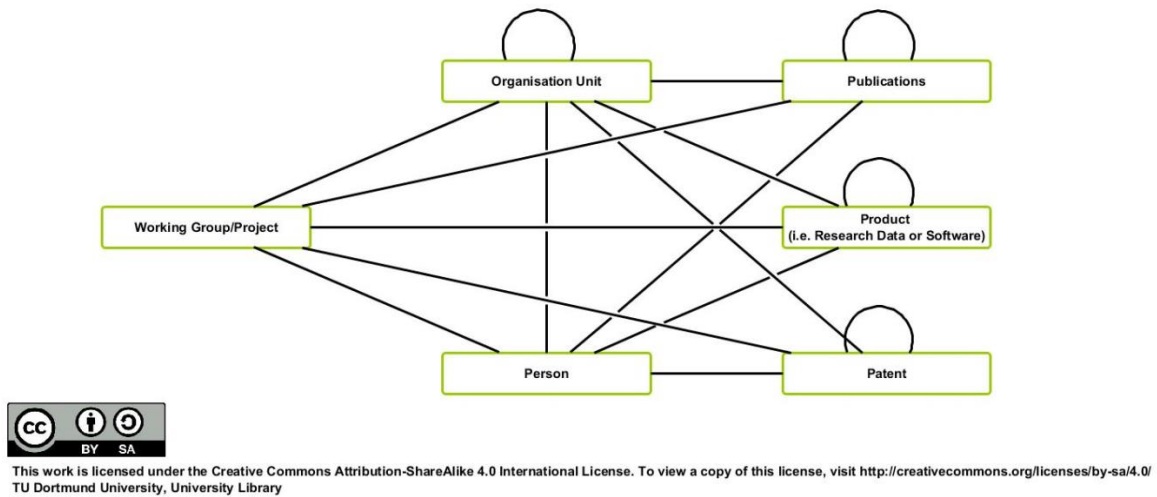 Organisation Unit
Publications
Working Group/Project
Product
(i.e. Research Data or Software)
Person
Patent
cc
BY SA
This work is licensed under the Creative Commons Attribution-ShareAlike 4.0 International License. To view a copy of this license, visit http://creativecommons.org/licenses/by-sa/4.0/
TU Dortmund University, University Library